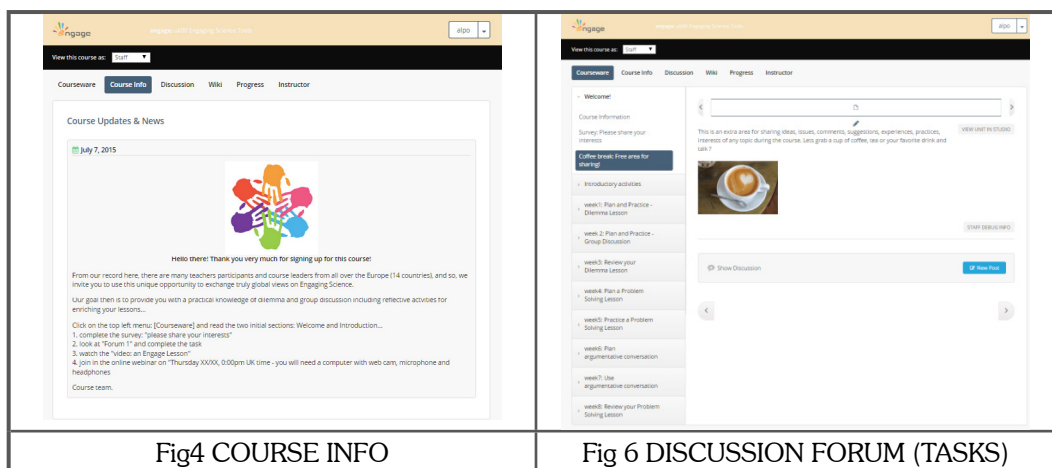 Engage
alpo
View this course as: Staff
Courseware Course Info Discussion Wiki Progress Instructor
Course Updates & News
July 7, 2015
Hello there! Thank you very much for signing up for this course!
From our record here, there are many teachers participants and course leaders from all over the Europe (14 countries), and so, we
invite you to use this unique opportunity to exchange truly global views on Engaging Science.
Our goal then is to provide you with a practical knowledge of dilemma and group discussion including reflective activities for
enriching your lessons...
Click on the top left menu: [Courseware] and read the two initial sections: Welcome and Introduction...
1. complete the survey: "please share your interests"
2. look at "Forum 1" and complete the task
3. watch the "video: an Engage Lesson"
4. join in the online webinar on "Thursday XX/XX, 0:00pm UK time - you will need a computer with web cam, microphone and
headphones
Course team.
Fig4 COURSE INFO
Engage
alpo
View this course as: Staff
Courseware Course Info Discussion Wiki Progress Instructor
Welcome!
Course Information
Survey: Please share your
interests
Coffee break: Free area for
sharing!
Introductory activities
week1: Plan and Practice -
Dilemma Lesson
week 2: Plan and Practice -
Group Discussion
week3: Review your
Dilemma Lesson
week4: Plan a Problem
Solving Lesson
week5: Practice a Problem
Solving Lesson
week6: Plan
argumentative conversation
week7: Use
argumentative conversation
week8: Review your Problem
Solving Lesson
VIEW UNIT IN STUDIO
This is an extra area for sharing ideas, issues, comments, suggestions, experiences, practices,
interests of any topic during the course. Lets grab a cup of coffee, tea or your favorite drink and
talk ?
STAFF DEBUG INFO
Show Discussion
New Post
Fig 6 DISCUSSION FORUM (TASKS)